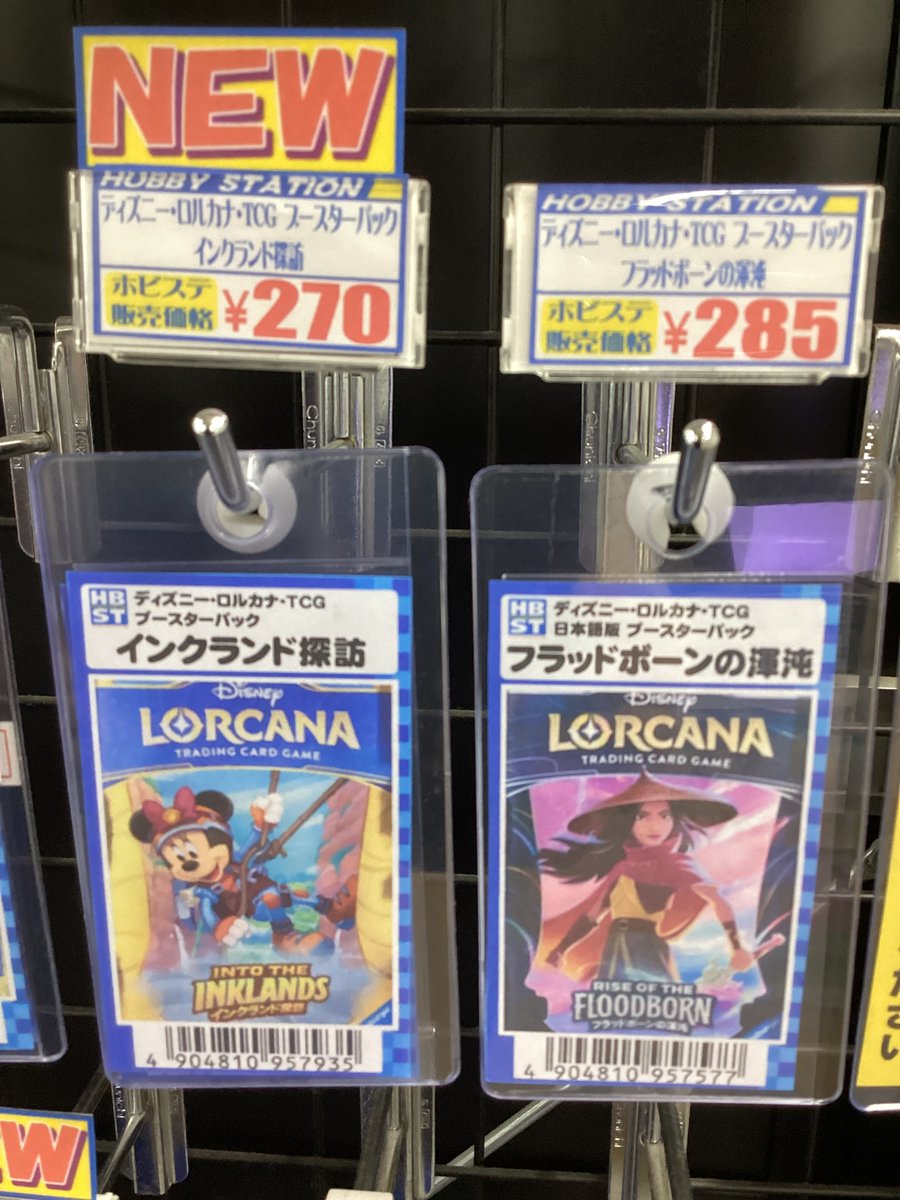 NEW
HOBBY STATION
ディズニー・ロルカナ・TCG ブースターパック
インクランド探訪
ホビステ
販売価格
¥270
HOBBY STATION
ディズニー・ロルカナ・TCG ブースターパック
フラッドボーンの渾沌
ホビステ
販売価格
¥285
HB
ST
ディズニー・ロルカナ・TCG
ブースターパック
インクランド探訪
DISNEY
LORCANA
TRADING CARD GAME
INTO THE
INKLANDS
インクランド探訪
4 904810 957935
HB
ST
ディズニー・ロルカナ・TCG
日本語版 ブースターパック
フラッドボーンの渾沌
DISNEY
LORCANA
TRADING CARD GAME
RISE OF THE
FLOODBORN
フラッドボーンの渾沌
4 904810 957577
さい